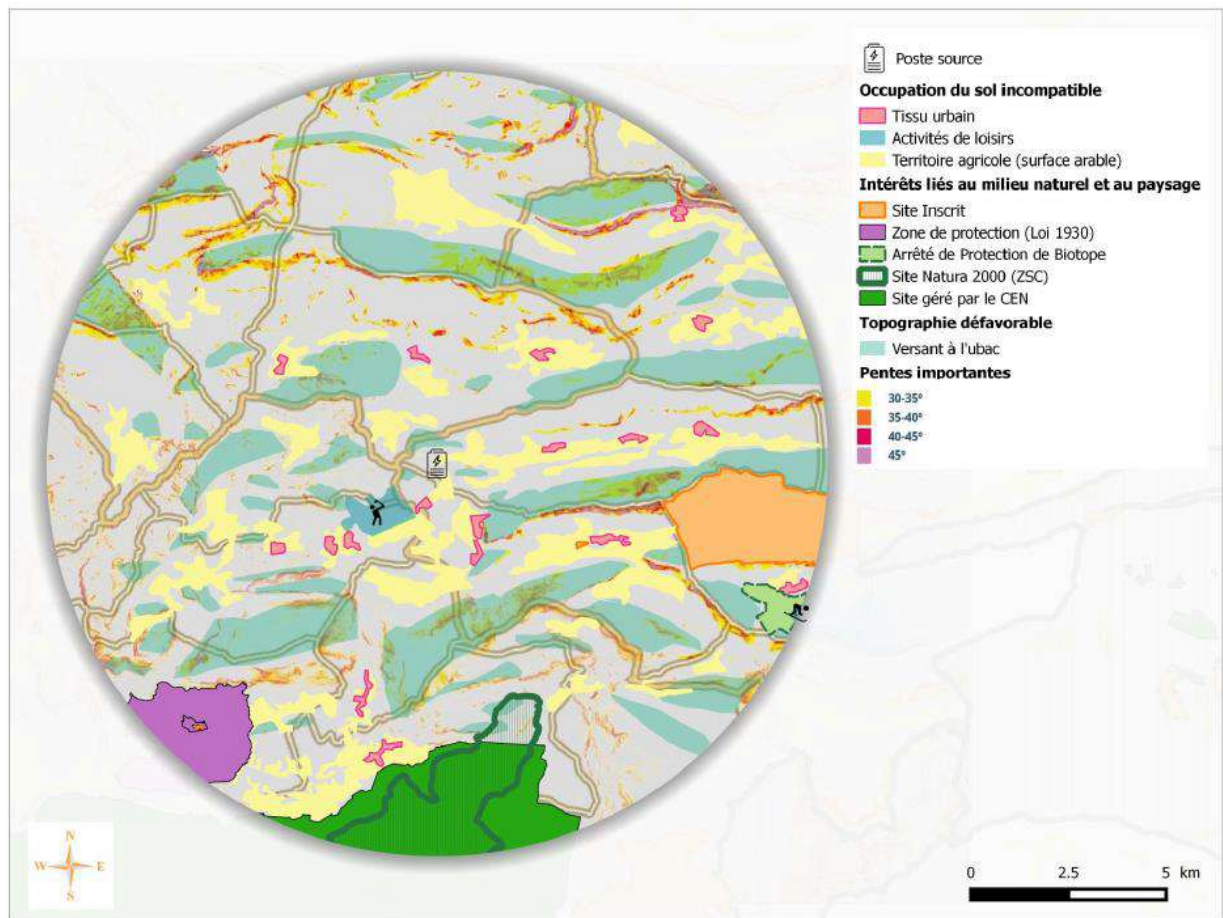 Poste source
Occupation du sol incompatible
Tissu urbain
Activités de loisirs
Territoire agricole (surface arable)
Intérêts liés au milieu naturel et au paysage
Site Inscrit
Zone de protection (Loi 1930)
Arrêté de Protection de Biotope
Site Natura 2000 (ZSC)
Site géré par le CEN
Topographie défavorable
Versant à l'ubac
Pentes importantes
30-35°
35-40°
40-45°
45°
N
W E
S
0 2.5 5 km